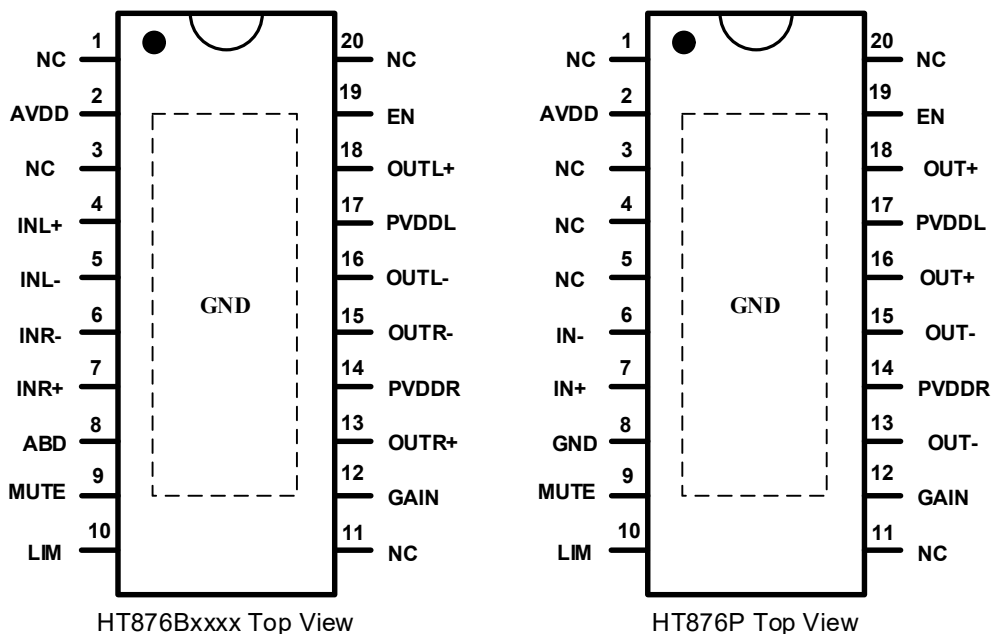 1 20 1 20
NC NC NC NC
2 19 2 19
AVDD EN AVDD EN
3 18 3 18
NC OUTL+ NC OUT+
4 17 4 17
INL+ PVDDL NC PVDDL
5 16 5 16
INL- OUTL- NC OUT+
GND GND
6 15 6 15
INR- OUTR- IN- OUT-
7 14 7 14
INR+ PVDDR IN+ PVDDR
8 13 8 13
ABD OUTR+ GND OUT-
9 12 9 12
MUTE GAIN MUTE GAIN
10 11 10 11
LIM NC LIM NC
HT876Bxxxx Top View HT876P Top View